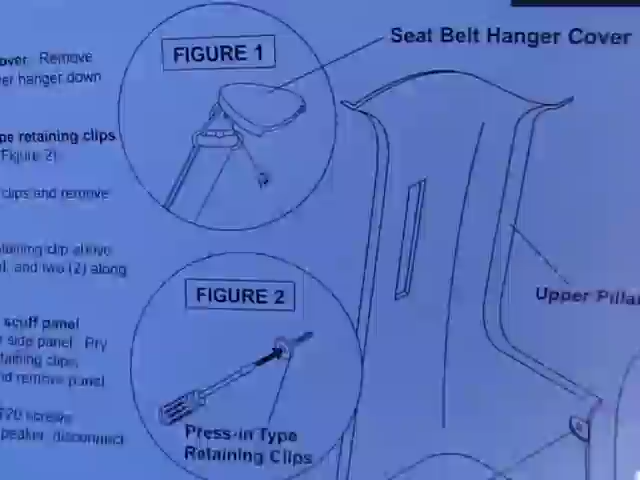 FIGURE 1
Seat Belt Hanger Cover
over. Remove
er hanger down
pe retaining clips
Figure 2)
clips and remove
taining clip above
and two (2) along
FIGURE 2
scuff panel
side panel. Pry
taining clips,
nd remove panel
T20 screws
peaker, disconnect
Upper Pilla
Press-in Type
Retaining Clips